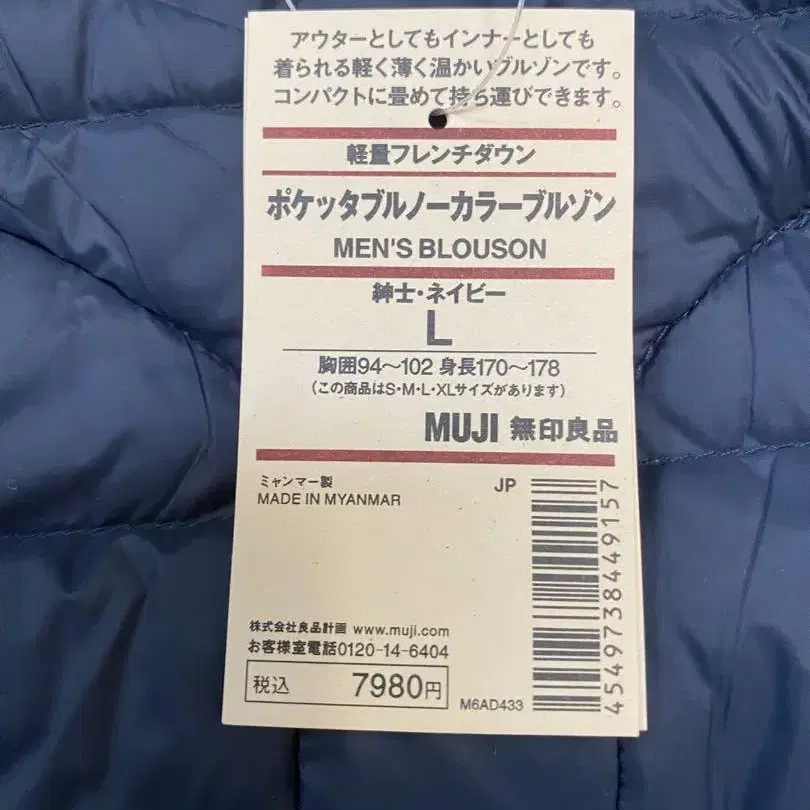 アウターとしてもインナーとしても
着られる軽く薄く温かいブルゾンです。
コンパクトに畳めて持ち運びできます。
軽量フレンチダウン
ポケッタブルノーカラーブルゾン
MEN'S BLOUSON
紳士・ネイビー
L
胸囲94〜102 身長170〜178
(この商品はS・M・L・XLサイズがあります)
MUJI 無印良品
ミャンマー製
MADE IN MYANMAR
JP
4549738449157
株式会社良品計画 www.muji.com
お客様室電話0120-14-6404
税込 7980円
M6AD433